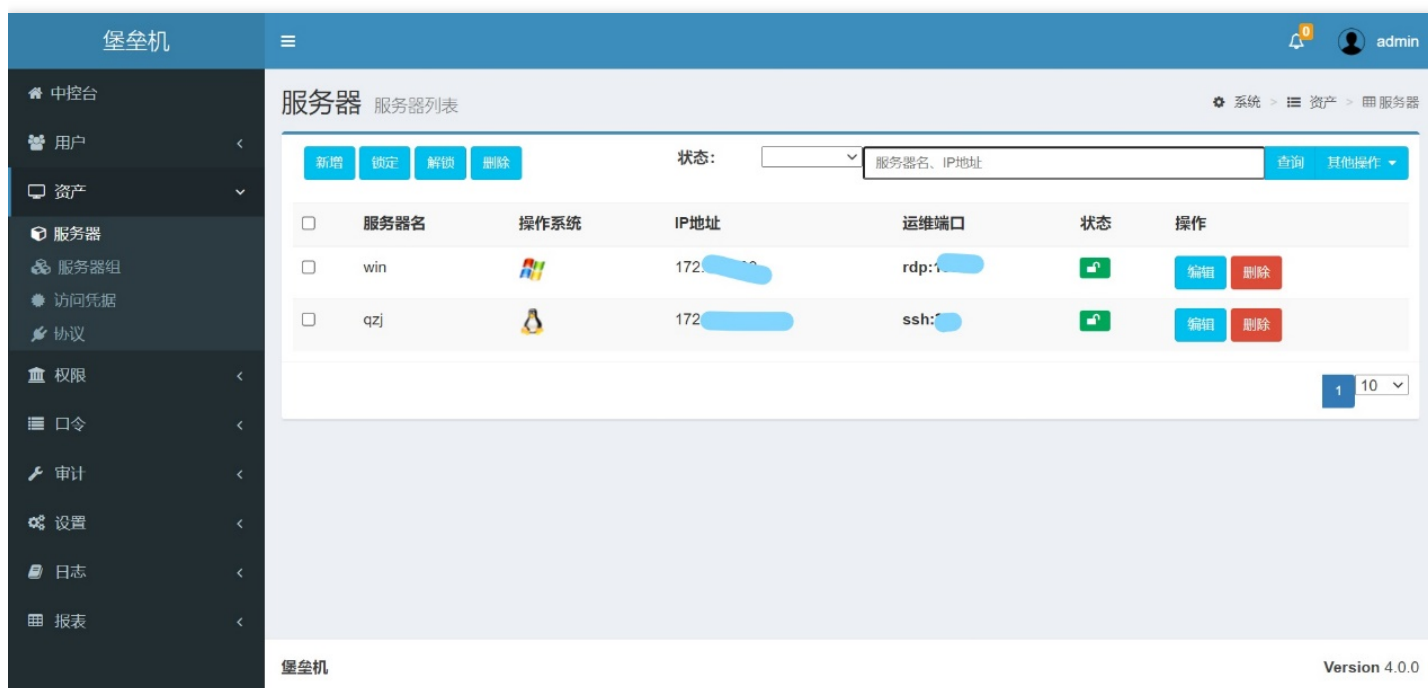 堡垒机
0
admin
中控台
用户
资产
服务器
服务器组
访问凭据
协议
权限
口令
审计
设置
日志
报表
服务器 服务器列表
系统 > 资产 > 服务器
新增 锁定 解锁 删除 状态： 服务器名、IP地址 查询 其他操作
服务器名 操作系统 IP地址 运维端口 状态 操作
win 172. rdp: 编辑 删除
qzj 172 ssh: 编辑 删除
1 10
堡垒机 Version 4.0.0